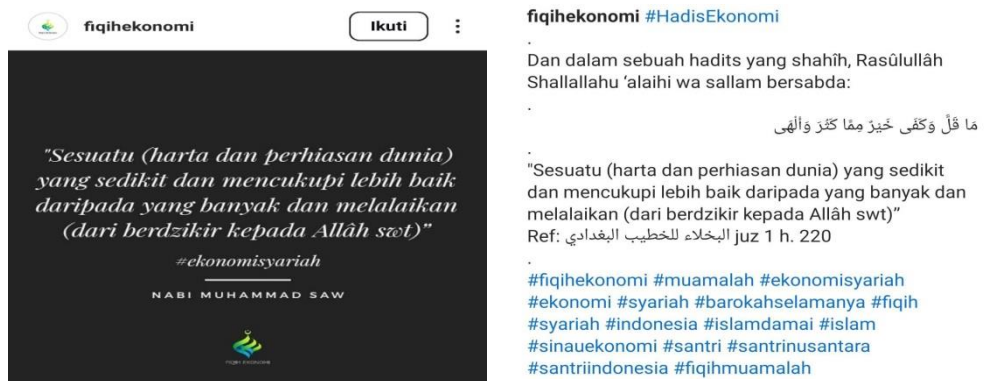 fiqihekonomi
Ikuti
"Sesuatu (harta dan perhiasan dunia)
yang sedikit dan mencukupi lebih baik
daripada yang banyak dan melalaikan
(dari berdzikir kepada Allâh swt)"
#ekonomisyariah
NABI MUHAMMAD SAW
FIQIH EKONOMI
fiqihekonomi #HadisEkonomi
.
Dan dalam sebuah hadits yang shahîh, Rasûlullâh
Shallallahu ‘alaihi wa sallam bersabda:
.
مَا قَلَّ وَكَفَى خَيْرٌ مِمَّا كَثُرَ وَأَلْهَى
.
"Sesuatu (harta dan perhiasan dunia) yang sedikit
dan mencukupi lebih baik daripada yang banyak dan
melalaikan (dari berdzikir kepada Allâh swt)”
Ref: البخلاء للخطيب البغدادي juz 1 h. 220
.
#fiqihekonomi #muamalah #ekonomisyariah
#ekonomi #syariah #barokahselamanya #fiqih
#syariah #indonesia #islamdamai #islam
#sinauekonomi #santri #santrinusantara
#santriindonesia #fiqihmuamalah